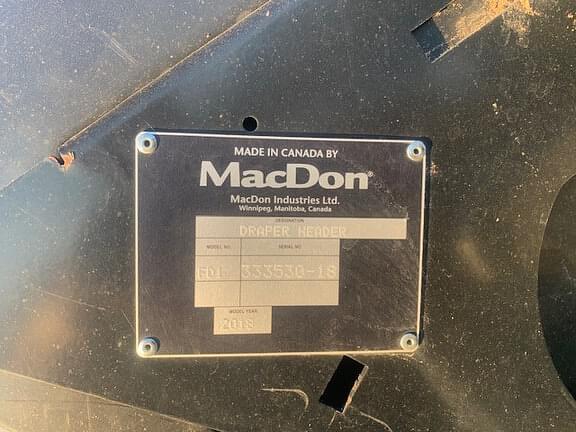 MADE IN CANADA BY
MacDon®
MacDon Industries Ltd.
Winnipeg, Manitoba, Canada
DESIGNATION
DRAPER HEADER
MODEL NO. SERIAL NO.
333530-18
MODEL YEAR
2018